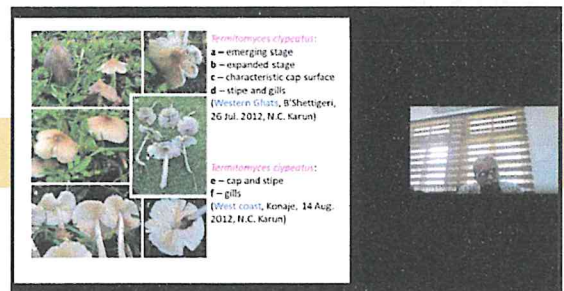 Termitomyces clypeatus:
a – emerging stage
b – expanded stage
c – characteristic cap surface
d – stipe and gills
(Western Ghats, B'Shettigeri,
26 Jul. 2012, N.C. Karun)
Termitomyces clypeatus:
e – cap and stipe
f – gills
(West coast, Konaje, 14 Aug.
2012, N.C. Karun)